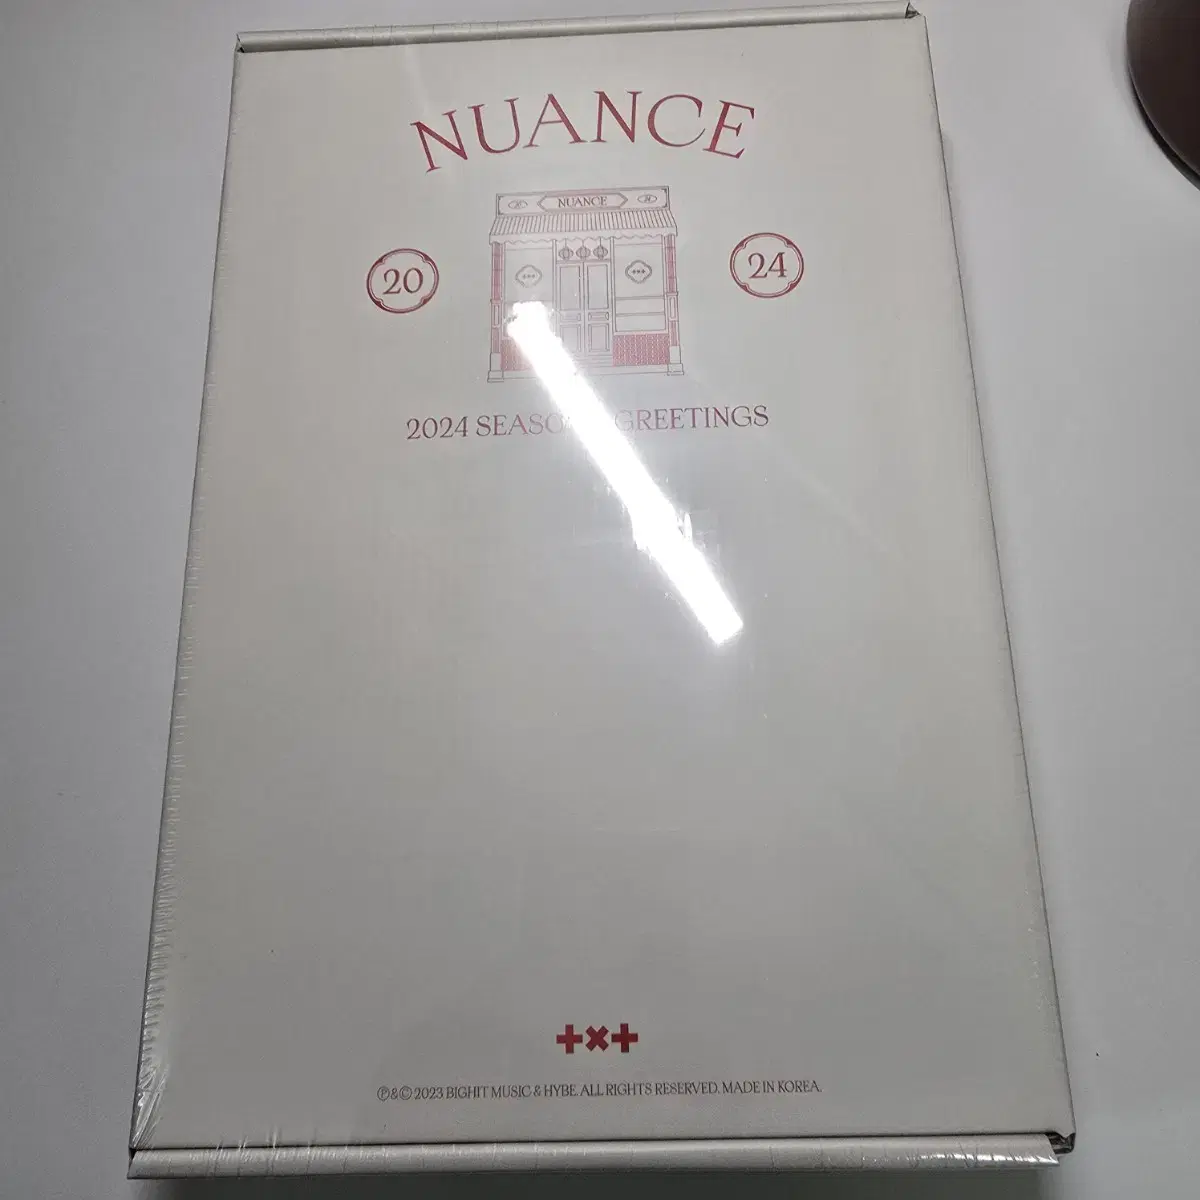 NUANCE
NUANCE
20
24
2024 SEASO GREETINGS
+×+
℗&© 2023 BIGHIT MUSIC & HYBE. ALL RIGHTS RESERVED. MADE IN KOREA.